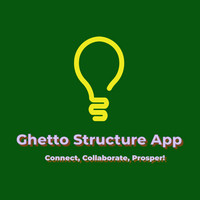 Ghetto Structure App
Connect, Collaborate, Prosper!